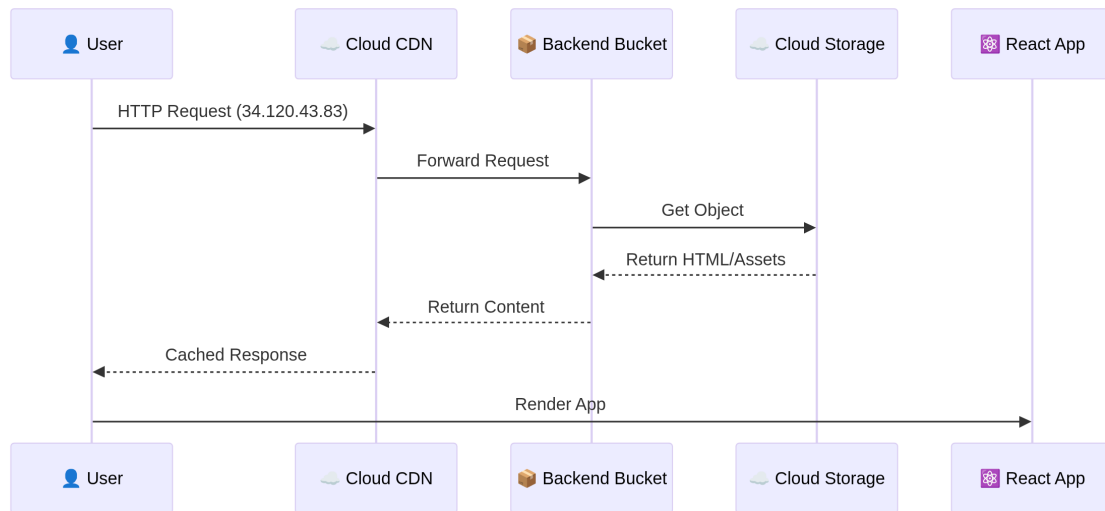 👤 User
☁️ Cloud CDN
📦 Backend Bucket
☁️ Cloud Storage
⚛️ React App
HTTP Request (34.120.43.83)
Forward Request
Get Object
Return HTML/Assets
Return Content
Cached Response
Render App
👤 User
☁️ Cloud CDN
📦 Backend Bucket
☁️ Cloud Storage
⚛️ React App